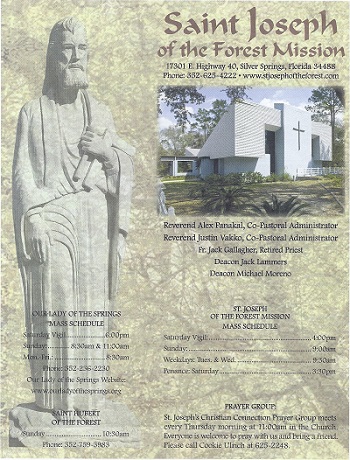 Saint Joseph
of the Forest Mission
17301 E. Highway 40, Silver Springs, Florida 34488
Phone: 352-625-4222 • www.stjosephoftheforest.com
Reverend Alex Panakal, Co-Pastoral Administrator
Reverend Justin Vakko, Co-Pastoral Administrator
Fr. Jack Gallagher, Retired Priest
Deacon Jack Lammers
Deacon Michael Moreno
OUR LADY OF THE SPRINGS
MASS SCHEDULE
Saturday Vigil: 6:00pm
Sunday: 8:30am & 11:00am
Mon.-Fri.: 8:30am
Phone: 352-236-2230
Our Lady of the Springs Website:
www.ourladyofthesprings.org
SAINT HUBERT
OF THE FOREST
Sunday 10:30am
Phone: 352-759-3983
ST. JOSEPH
OF THE FOREST MISSION
MASS SCHEDULE
Saturday Vigil: 4:00pm
Sunday: 9:00am
Weekdays: Tues. & Wed. 9:30am
Penance: Saturday 3:30pm
PRAYER GROUP:
St. Joseph's Christian Connection Prayer Group meets
every Thursday morning at 11:00am in the Church.
Everyone is welcome to pray with us and bring a friend.
Please call Cookie Ulrich at 625-2248.